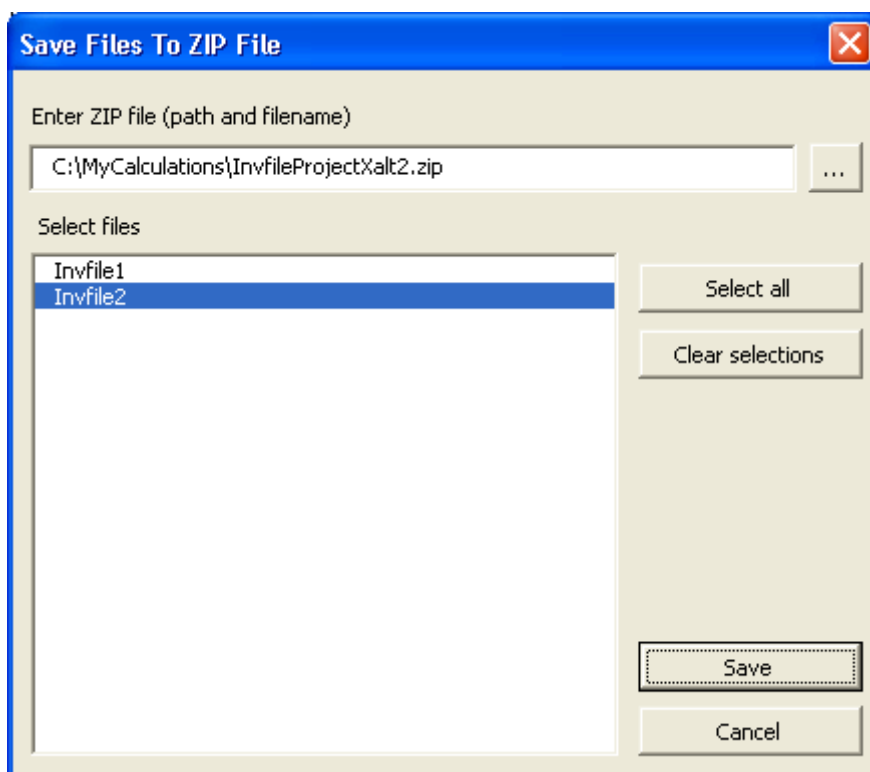 Save Files To ZIP File
Enter ZIP file (path and filename)
C:\MyCalculations\InvfileProjectXalt2.zip
...
Select files
Invfile1
Invfile2
Select all
Clear selections
Save
Cancel